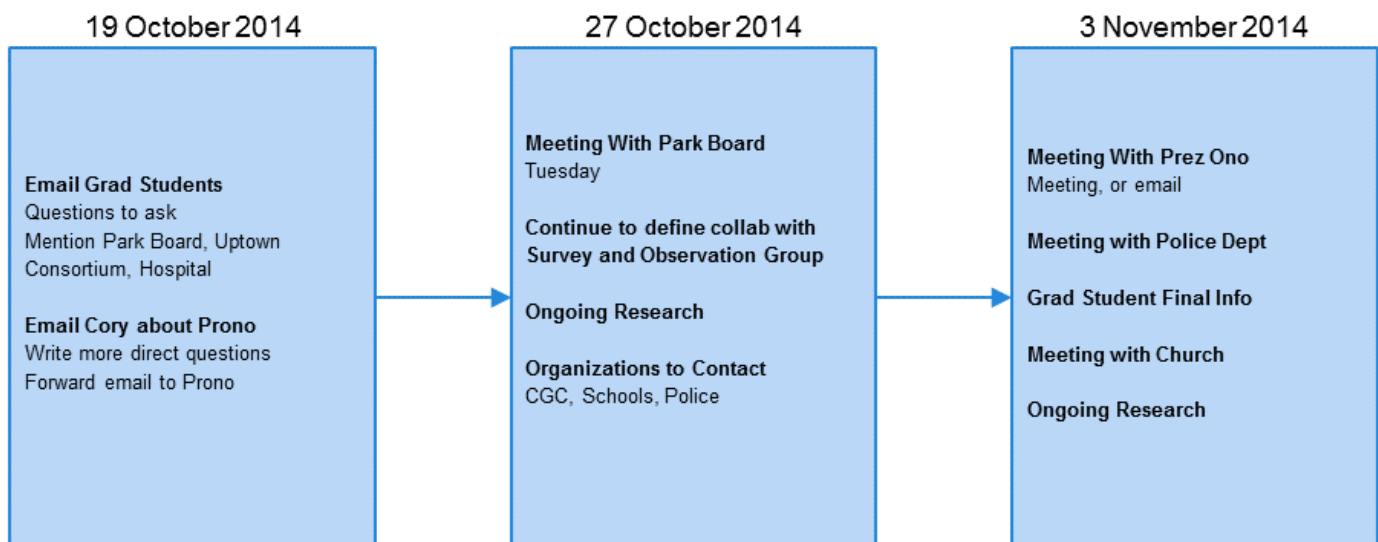 19 October 2014
Email Grad Students
Questions to ask
Mention Park Board, Uptown
Consortium, Hospital
Email Cory about Prono
Write more direct questions
Forward email to Prono
27 October 2014
Meeting With Park Board
Tuesday
Continue to define collab with
Survey and Observation Group
Ongoing Research
Organizations to Contact
CGC, Schools, Police
3 November 2014
Meeting With Prez Ono
Meeting, or email
Meeting with Police Dept
Grad Student Final Info
Meeting with Church
Ongoing Research